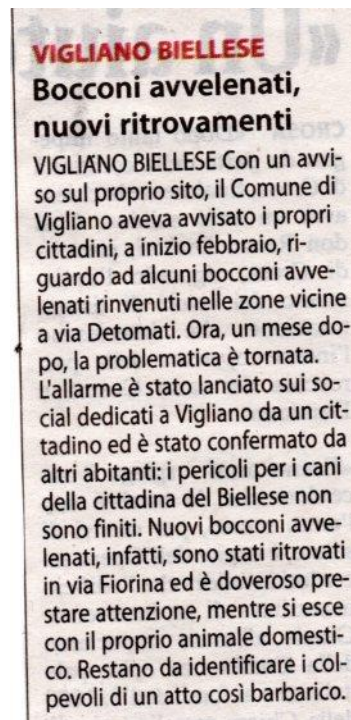 VIGLIANO BIELLESE
Bocconi avvelenati,
nuovi ritrovamenti
VIGLIANO BIELLESE Con un avvi-
so sul proprio sito, il Comune di
Vigliano aveva avvisato i propri
cittadini, a inizio febbraio, ri-
guardo ad alcuni bocconi avve-
lenati rinvenuti nelle zone vicine
a via Detomati. Ora, un mese do-
po, la problematica è tornata.
L'allarme è stato lanciato sui so-
cial dedicati a Vigliano da un cit-
tadino ed è stato confermato da
altri abitanti: i pericoli per i cani
della cittadina del Biellese non
sono finiti. Nuovi bocconi avve-
lenati, infatti, sono stati ritrovati
in via Fiorina ed è doveroso pre-
stare attenzione, mentre si esce
con il proprio animale domesti-
co. Restano da identificare i col-
pevoli di un atto così barbarico.